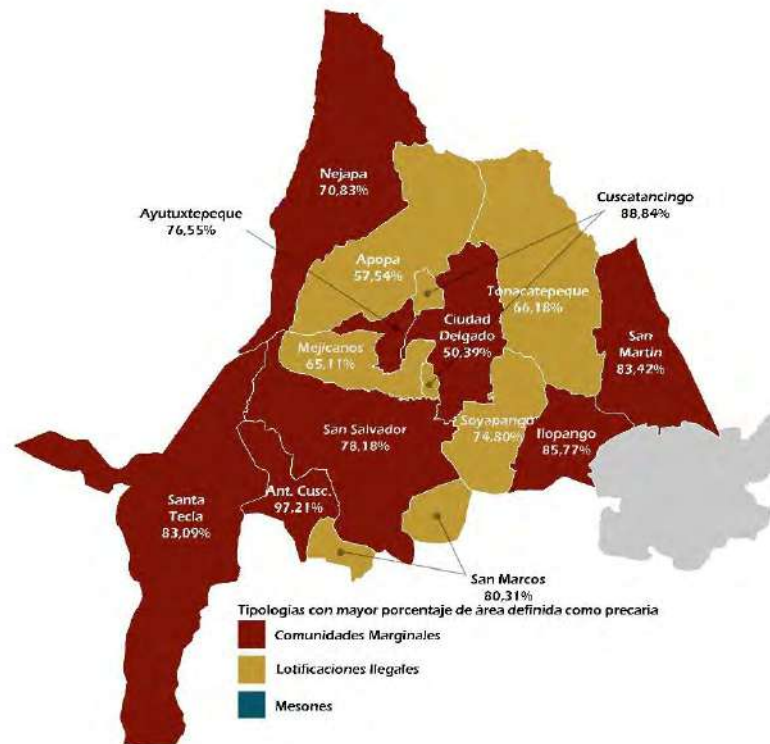 Nejapa
70,83%
Cuscatancingo
88,84%
Ayutuxtepeque
76,55%
Apopa
57,54%
Tonacatepeque
66,18%
Ciudad
Delgado
50,39%
San
Martín
83,42%
Mejicanos
65,11%
San Salvador
78,18%
Soyapango
74,80%
Ilopango
85,77%
Ant. Cusc.
97,21%
Santa
Tecla
83,09%
San Marcos
80,31%
Tipologías con mayor porcentaje de área definida como precaria
Comunidades Marginales
Lotificaciones Ilegales
Mesones